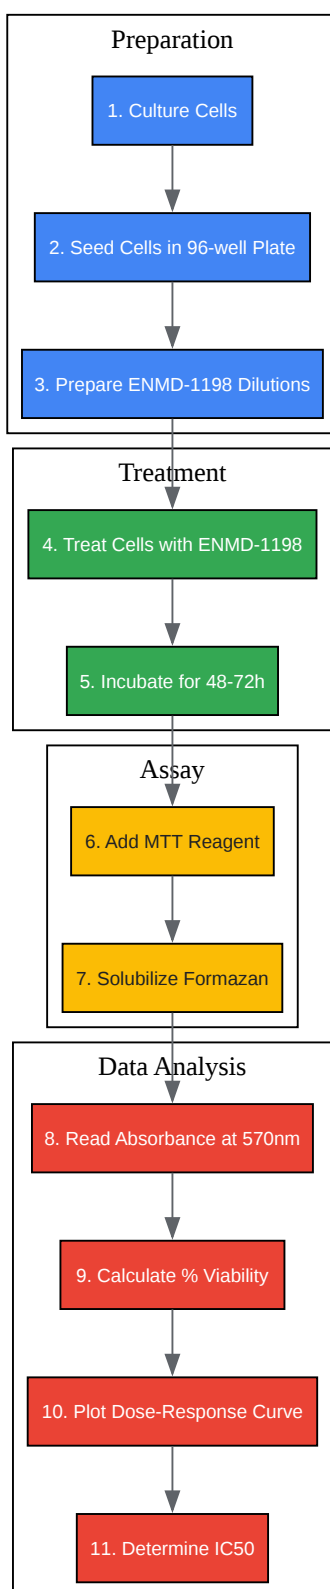 Preparation
1. Culture Cells
2. Seed Cells in 96-well Plate
3. Prepare ENMD-1198 Dilutions
Treatment
4. Treat Cells with ENMD-1198
5. Incubate for 48-72h
Assay
6. Add MTT Reagent
7. Solubilize Formazan
Data Analysis
8. Read Absorbance at 570nm
9. Calculate % Viability
10. Plot Dose-Response Curve
11. Determine IC50